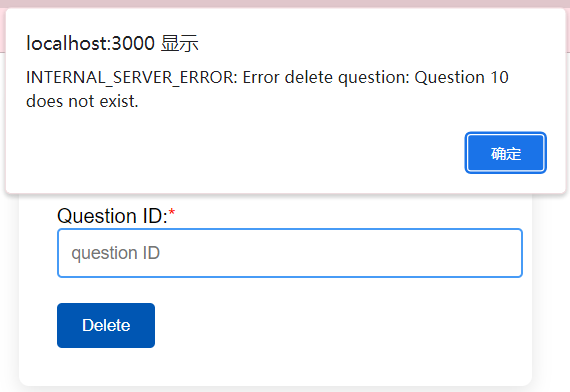 localhost:3000 显示
INTERNAL_SERVER_ERROR: Error delete question: Question 10
does not exist.
确定
Question ID:*
question ID
Delete